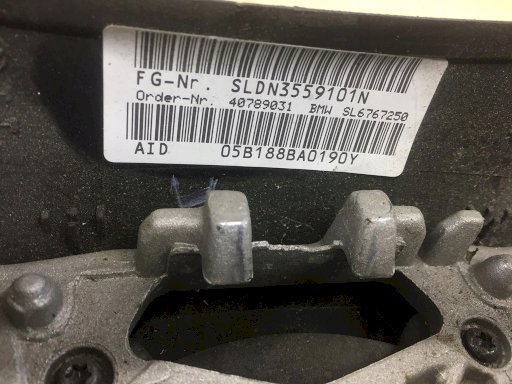 FG-Nr. SLDN3559101N
Order-Nr. 40789031 BMW SL6767250
AID 05B188BA0190Y